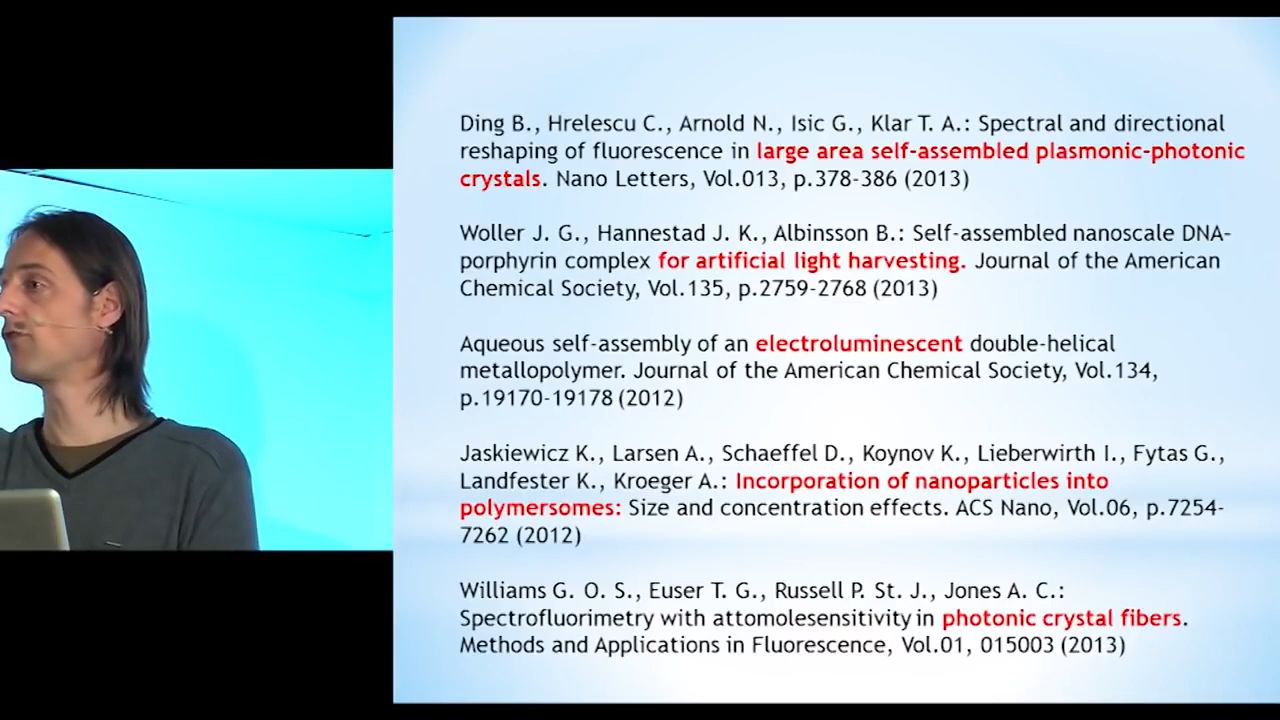 Ding B., Hrelescu C., Arnold N., Isic G., Klar T. A.: Spectral and directional
reshaping of fluorescence in large area self-assembled plasmonic-photonic
crystals. Nano Letters, Vol.013, p.378-386 (2013)
Woller J. G., Hannestad J. K., Albinsson B.: Self-assembled nanoscale DNA-
porphyrin complex for artificial light harvesting. Journal of the American
Chemical Society, Vol.135, p.2759-2768 (2013)
Aqueous self-assembly of an electroluminescent double-helical
metallopolymer. Journal of the American Chemical Society, Vol.134,
p.19170-19178 (2012)
Jaskiewicz K., Larsen A., Schaeffel D., Koynov K., Lieberwirth I., Fytas G.,
Landfester K., Kroeger A.: Incorporation of nanoparticles into
polymersomes: Size and concentration effects. ACS Nano, Vol.06, p.7254-
7262 (2012)
Williams G. O. S., Euser T. G., Russell P. St. J., Jones A. C.:
Spectrofluorimetry with attomolesensitivity in photonic crystal fibers.
Methods and Applications in Fluorescence, Vol.01, 015003 (2013)